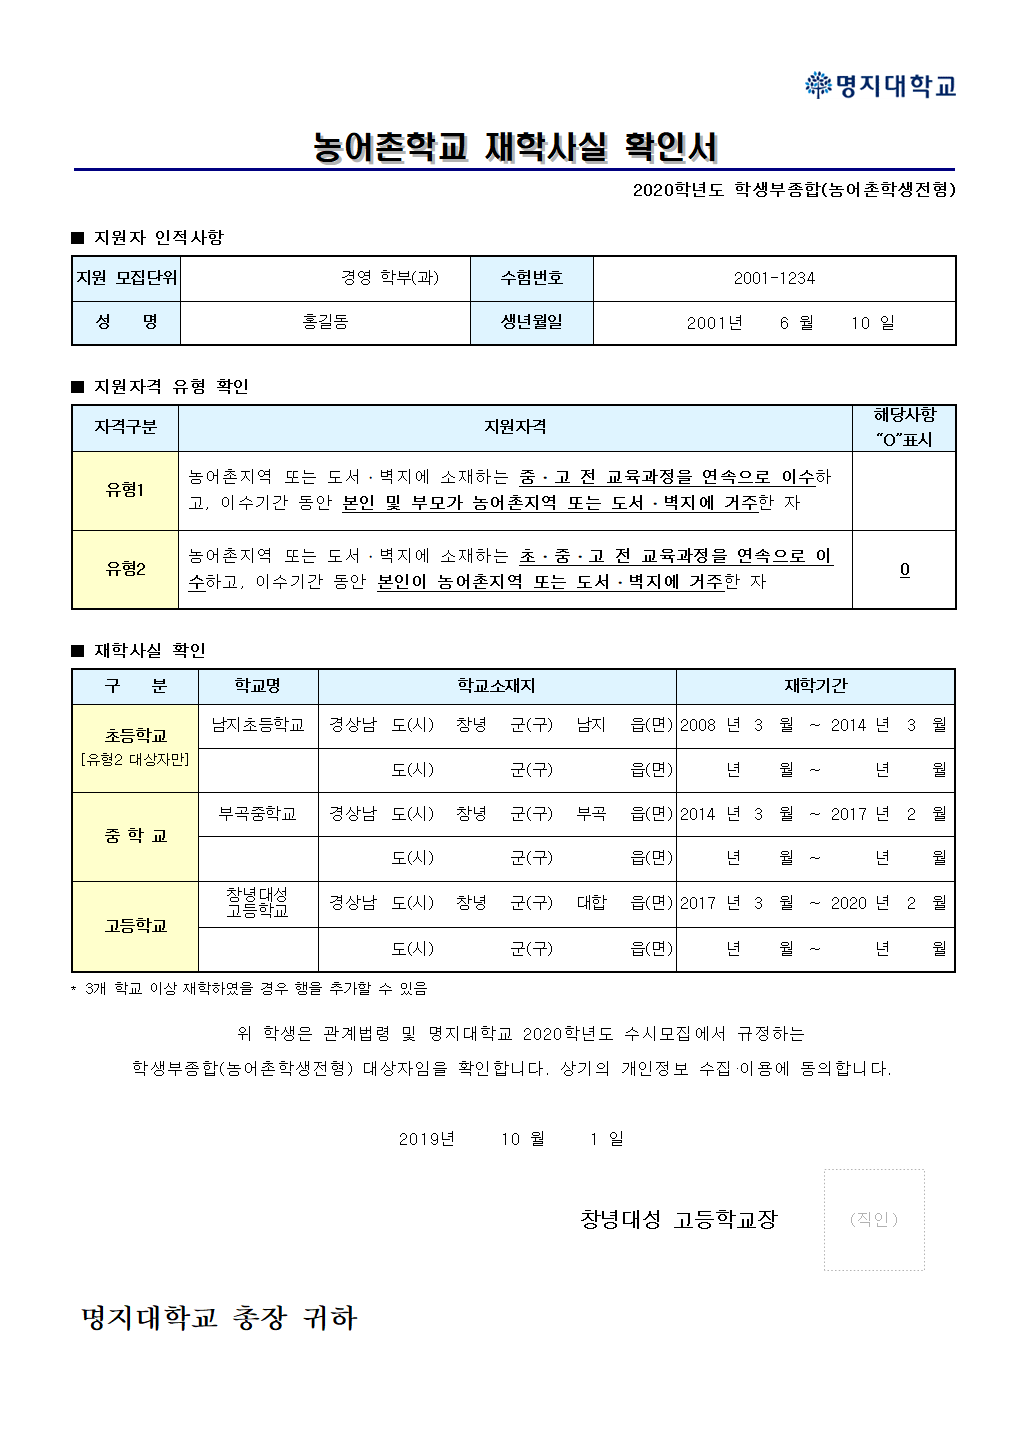 명지대학교
농어촌학교 재학사실 확인서
2020학년도 학생부종합(농어촌학생전형)
■ 지원자 인적사항
지원 모집단위 경영 학부(과) 수험번호 2001-1234
성 명 홍길동 생년월일 2001년 6 월 10 일
■ 지원자격 유형 확인
자격구분 지원자격 해당사항
“O”표시
유형1 농어촌지역 또는 도서·벽지에 소재하는 중·고 전 교육과정을 연속으로 이수하
고, 이수기간 동안 본인 및 부모가 농어촌지역 또는 도서·벽지에 거주한 자
유형2 농어촌지역 또는 도서·벽지에 소재하는 초·중·고 전 교육과정을 연속으로 이
수하고, 이수기간 동안 본인이 농어촌지역 또는 도서·벽지에 거주한 자 O
■ 재학사실 확인
구 분 학교명 학교소재지 재학기간
초등학교
[유형2 대상자만]
남지초등학교 경상남 도(시) 창녕 군(구) 남지 읍(면) 2008 년 3 월 ~ 2014 년 3 월
도(시) 군(구) 읍(면) 년 월 ~ 년 월
중 학 교
부곡중학교 경상남 도(시) 창녕 군(구) 부곡 읍(면) 2014 년 3 월 ~ 2017 년 2 월
도(시) 군(구) 읍(면) 년 월 ~ 년 월
고등학교
창녕대성
고등학교 경상남 도(시) 창녕 군(구) 대합 읍(면) 2017 년 3 월 ~ 2020 년 2 월
도(시) 군(구) 읍(면) 년 월 ~ 년 월
* 3개 학교 이상 재학하였을 경우 행을 추가할 수 있음
위 학생은 관계법령 및 명지대학교 2020학년도 수시모집에서 규정하는
학생부종합(농어촌학생전형) 대상자임을 확인합니다. 상기의 개인정보 수집·이용에 동의합니다.
2019년 10 월 1 일
창녕대성 고등학교장 (직인)
명지대학교 총장 귀하